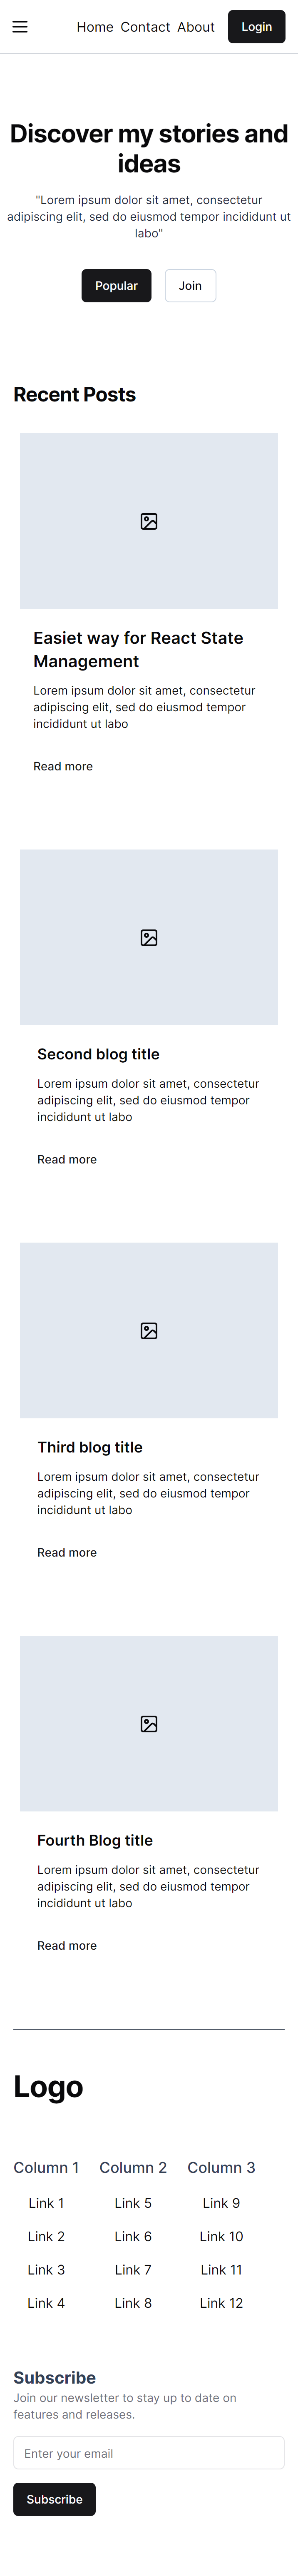 Home Contact About Login
Discover my stories and
ideas
"Lorem ipsum dolor sit amet, consectetur
adipiscing elit, sed do eiusmod tempor incididunt ut
labo"
Popular Join
Recent Posts
Easiet way for React State
Management
Lorem ipsum dolor sit amet, consectetur
adipiscing elit, sed do eiusmod tempor
incididunt ut labo
Read more
Second blog title
Lorem ipsum dolor sit amet, consectetur
adipiscing elit, sed do eiusmod tempor
incididunt ut labo
Read more
Third blog title
Lorem ipsum dolor sit amet, consectetur
adipiscing elit, sed do eiusmod tempor
incididunt ut labo
Read more
Fourth Blog title
Lorem ipsum dolor sit amet, consectetur
adipiscing elit, sed do eiusmod tempor
incididunt ut labo
Read more
Logo
Column 1 Column 2 Column 3
Link 1 Link 5 Link 9
Link 2 Link 6 Link 10
Link 3 Link 7 Link 11
Link 4 Link 8 Link 12
Subscribe
Join our newsletter to stay up to date on
features and releases.
Enter your email
Subscribe